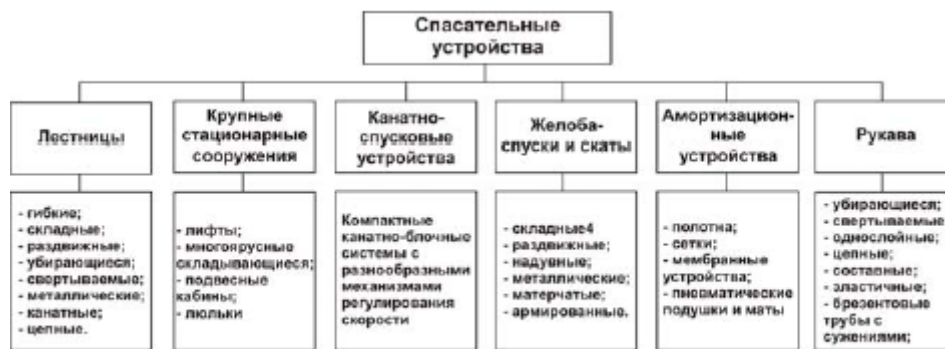 Спасательные
устройства
Лестницы
Крупные
стационарные
сооружения
Канатно-
спусковые
устройства
Желоба-
спуски и скаты
Амортизацион-
ные
устройства
Рукава
- гибкие;
- складные;
- раздвижные;
- убирающиеся;
- свертываемые;
- металлические;
- канатные;
- цепные.
- лифты;
- многоярусные
складывающиеся;
- подвесные
кабины;
- люльки
Компактные
канатно-блочные
системы с
разнообразными
механизмами
регулирования
скорости
- складные4
- раздвижные;
- надувные;
- металлические;
- матерчатые;
- армированные.
- полотна;
- сетки;
- мембранные
устройства;
- пневматические
подушки и маты
- убирающиеся;
- свертываемые
- однослойные;
- цепные;
- составные;
- эластичные;
- брезентовые
трубы с
сужениями;